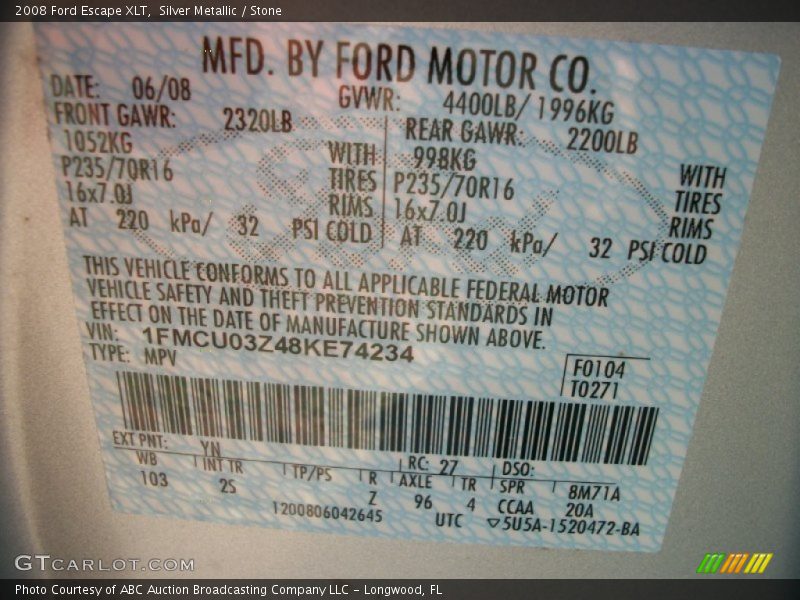 2008 Ford Escape XLT, Silver Metallic / Stone
MFD. BY FORD MOTOR CO.
DATE: 06/08 GVWR: 4400LB/ 1996KG
FRONT GAWR: 2320LB REAR GAWR: 2200LB
1052KG WITH 998KG WITH
P235/70R16 TIRES P235/70R16 TIRES
16x7.0J RIMS 16x7.0J RIMS
AT 220 kPa/ 32 PSI COLD AT 220 kPa/ 32 PSI COLD
THIS VEHICLE CONFORMS TO ALL APPLICABLE FEDERAL MOTOR
VEHICLE SAFETY AND THEFT PREVENTION STANDARDS IN
EFFECT ON THE DATE OF MANUFACTURE SHOWN ABOVE.
VIN: 1FMCU03Z48KE74234
TYPE: MPV
F0104
T0271
EXT PNT: YN RC: 27 DSO:
WB INT TR TP/PS R AXLE TR SPR 8M71A
103 2S Z 96 4 CCAA 20A
1200806042645 UTC ▽5U5A-1520472-BA
GTCARLOT.COM
Photo Courtesy of ABC Auction Broadcasting Company LLC - Longwood, FL